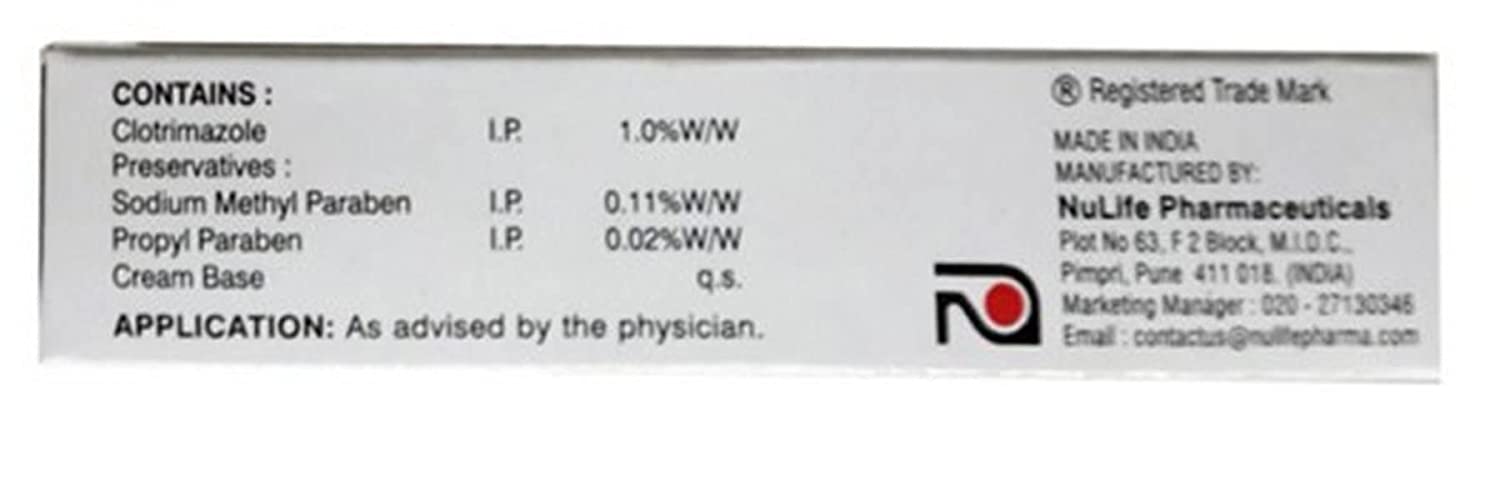 CONTAINS :
Clotrimazole I.P. 1.0%W/W
Preservatives :
Sodium Methyl Paraben I.P. 0.11%W/W
Propyl Paraben I.P. 0.02%W/W
Cream Base q.s.
APPLICATION: As advised by the physician.
® Registered Trade Mark
MADE IN INDIA
MANUFACTURED BY:
NuLife Pharmaceuticals
Plot No 63, F 2 Block, M.I.D.C.,
Pimpri, Pune 411 018. (INDIA)
Marketing Manager : 020 - 27130346
Email : contactus@nulifepharma.com